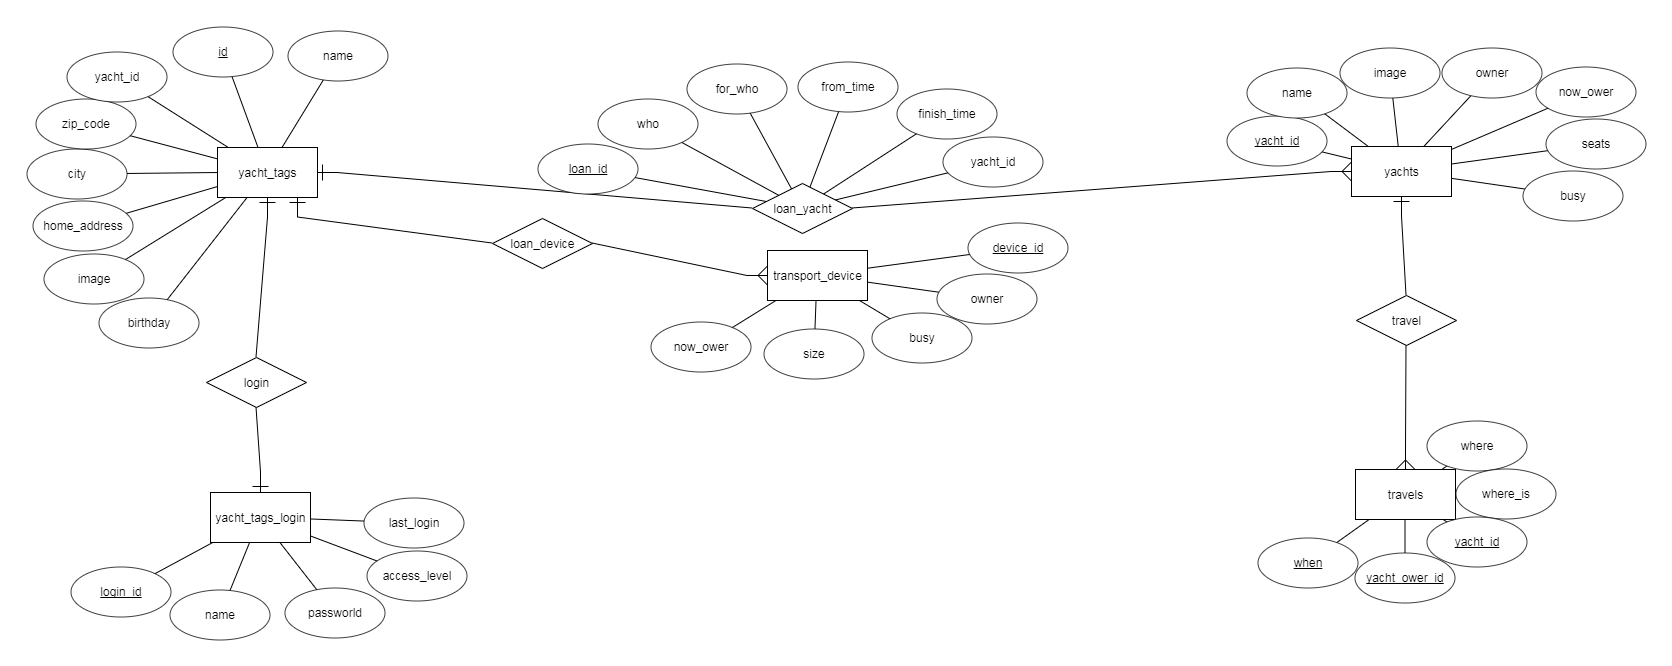 id
name
yacht_id
zip_code
city
home_address
image
birthday
yacht_tags
loan_id
who
for_who
from_time
finish_time
yacht_id
loan_yacht
yacht_id
name
image
owner
now_ower
seats
busy
yachts
loan_device
transport_device
device_id
owner
busy
size
now_ower
travel
login
where
where_is
travels
yacht_id
when
yacht_ower_id
yacht_tags_login
last_login
access_level
login_id
name
passworld